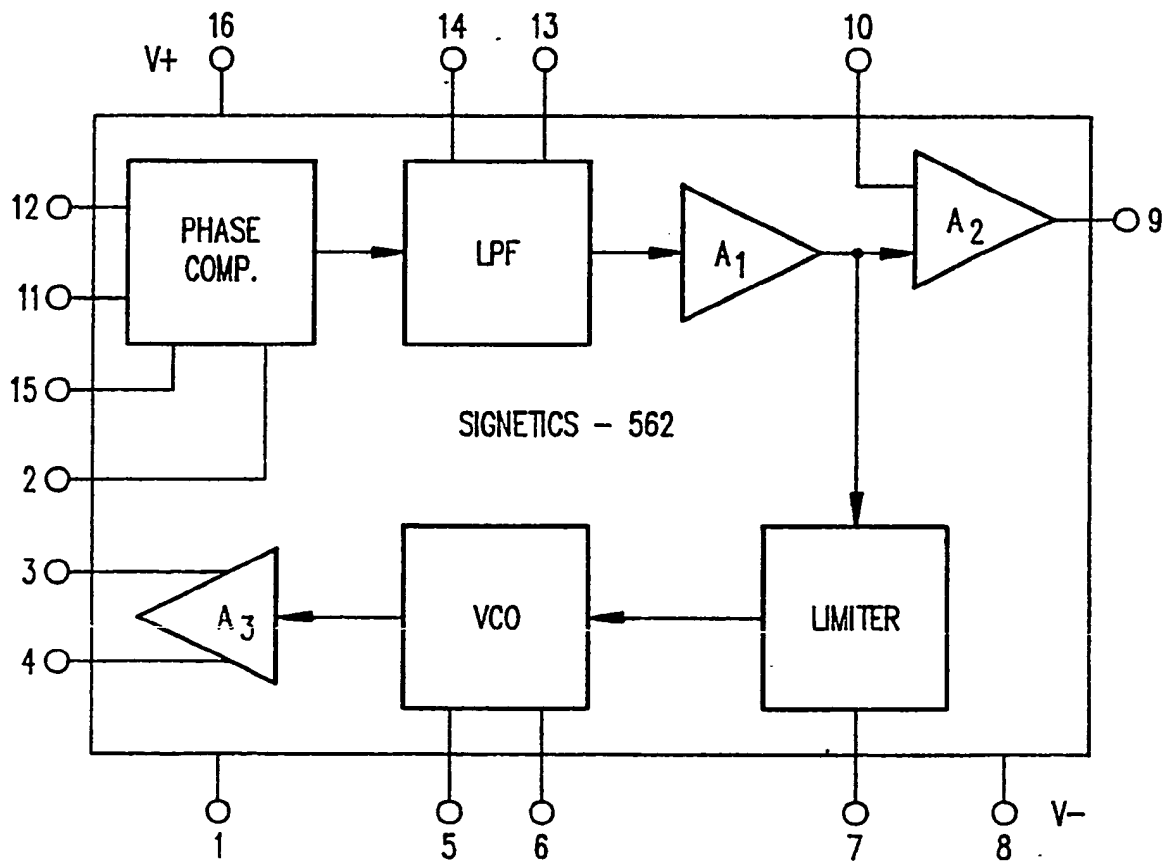 16 14 13 10
V+
12
PHASE
COMP.
LPF
A1
A2
9
11
15
SIGNETICS - 562
2
3
A3
VCO
LIMITER
4
1 5 6 7 8 V-